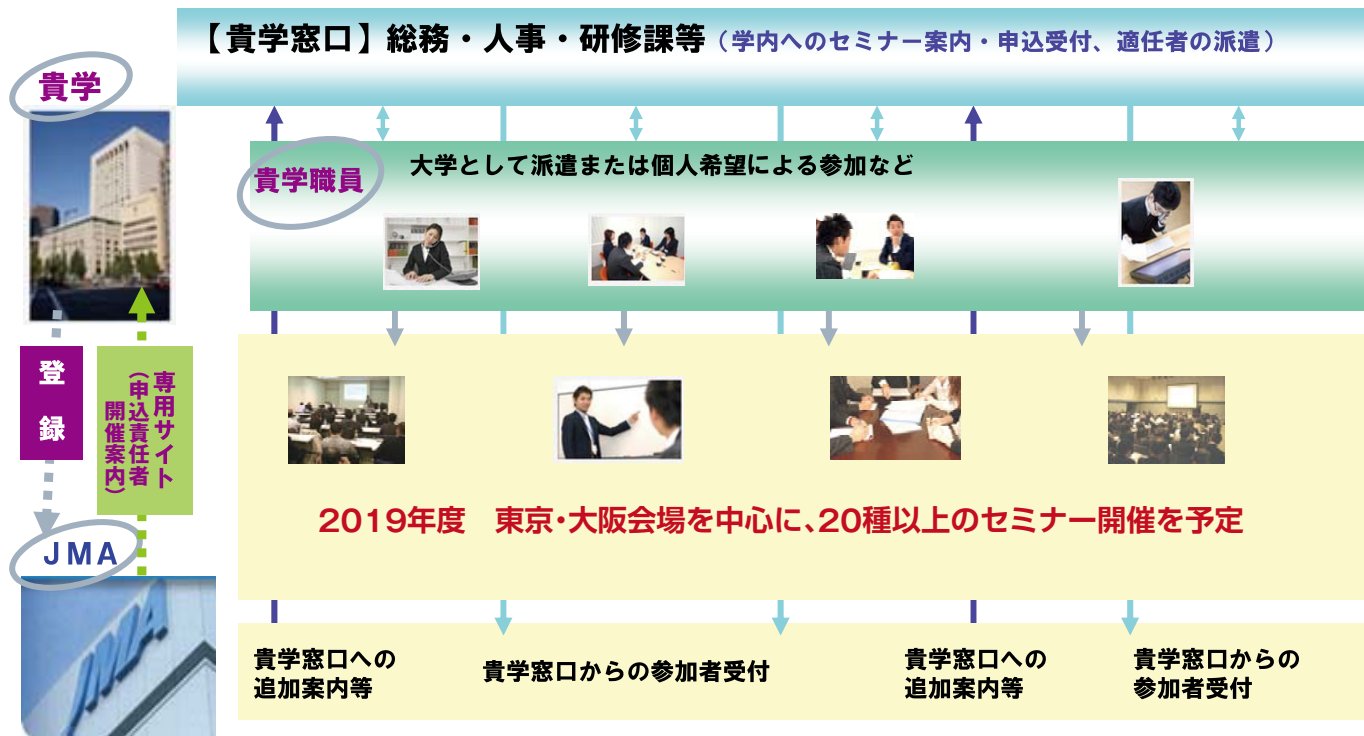 【貴学窓口】総務・人事・研修課等（学内へのセミナー案内・申込受付、適任者の派遣）
貴学
貴学職員
大学として派遣または個人希望による参加など
登録
専用サイト
（申込責任者
開催案内）
2019年度　東京・大阪会場を中心に、20種以上のセミナー開催を予定
JMA
JMA
貴学窓口への
追加案内等
貴学窓口からの参加者受付
貴学窓口への
追加案内等
貴学窓口からの
参加者受付